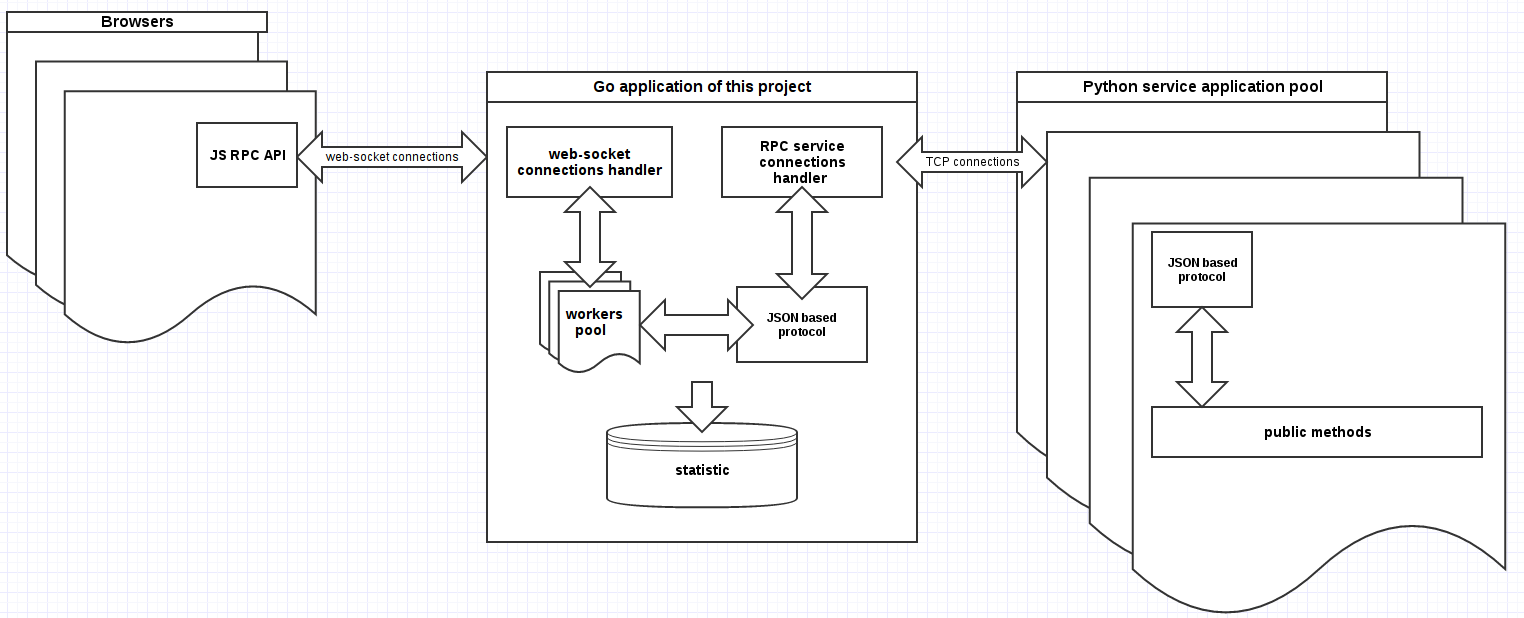 Browsers
JS RPC API
web-socket connections
Go application of this project
web-socket
connections handler
RPC service
connections
handler
workers
pool
JSON based
protocol
statistic
TCP connections
Python service application pool
JSON based
protocol
public methods